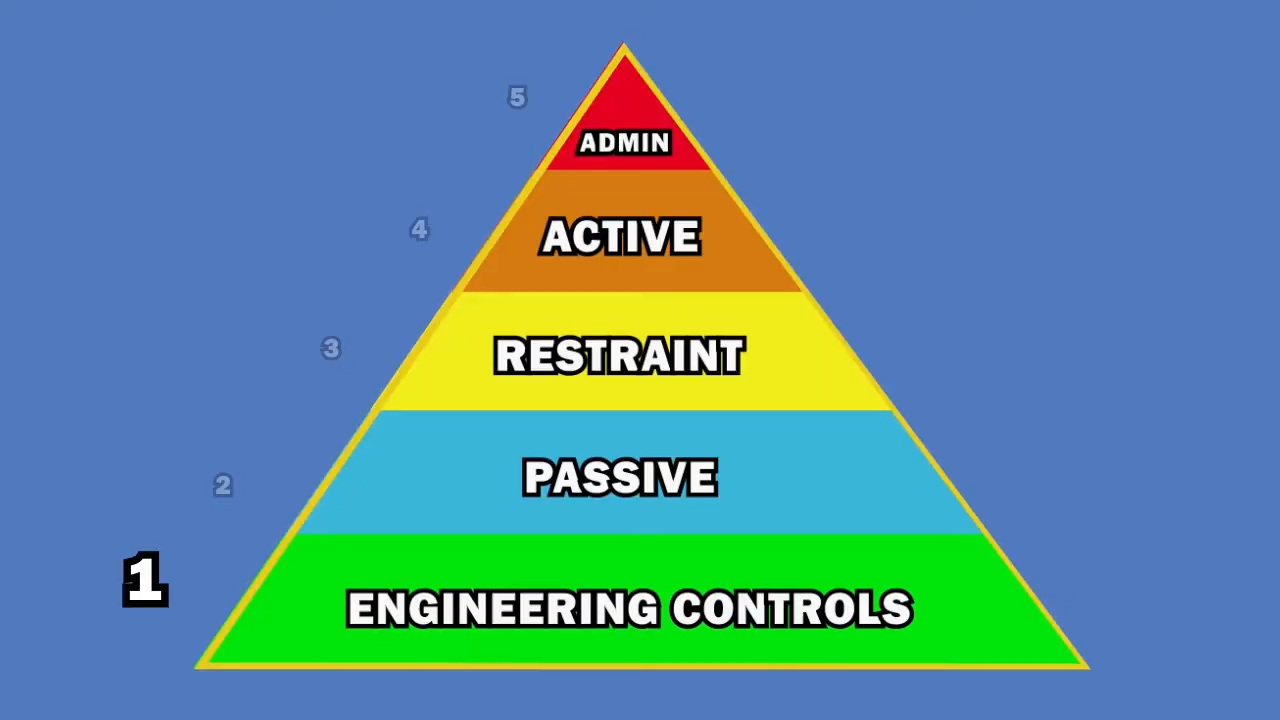 5
ADMIN
4
ACTIVE
3
RESTRAINT
2
PASSIVE
1
ENGINEERING CONTROLS